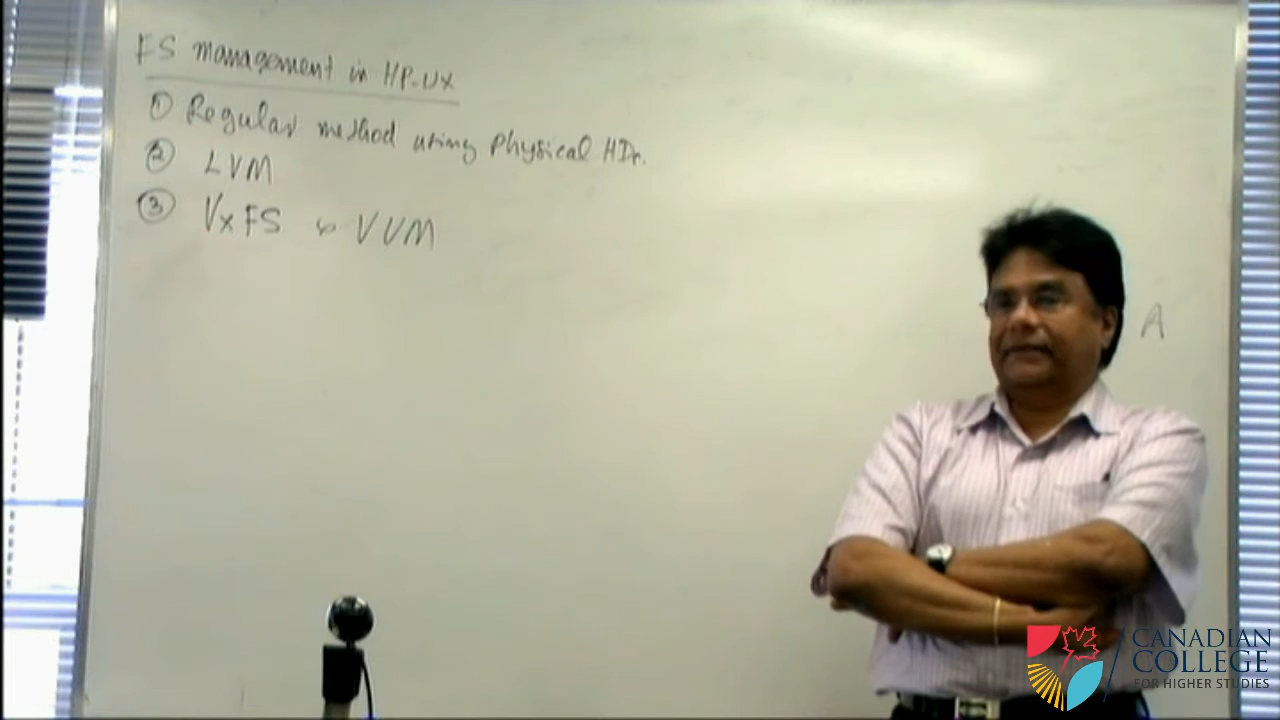 FS management in HP-UX
① Regular method using physical HDr.
② LVM
③ VxFS VVM
A
CANADIAN
COLLEGE
FOR HIGHER STUDIES